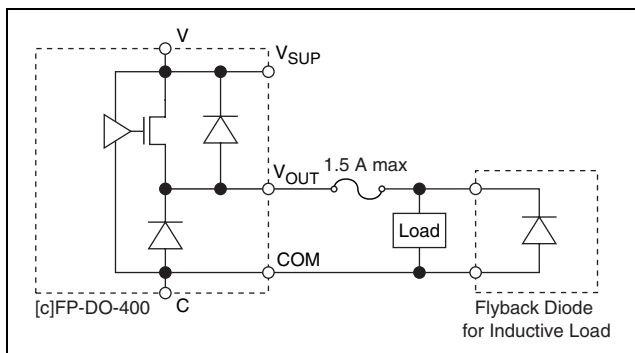 V
VSUP
1.5 A max
VOUT
Load
COM
C
[c]FP-DO-400
Flyback Diode
for Inductive Load